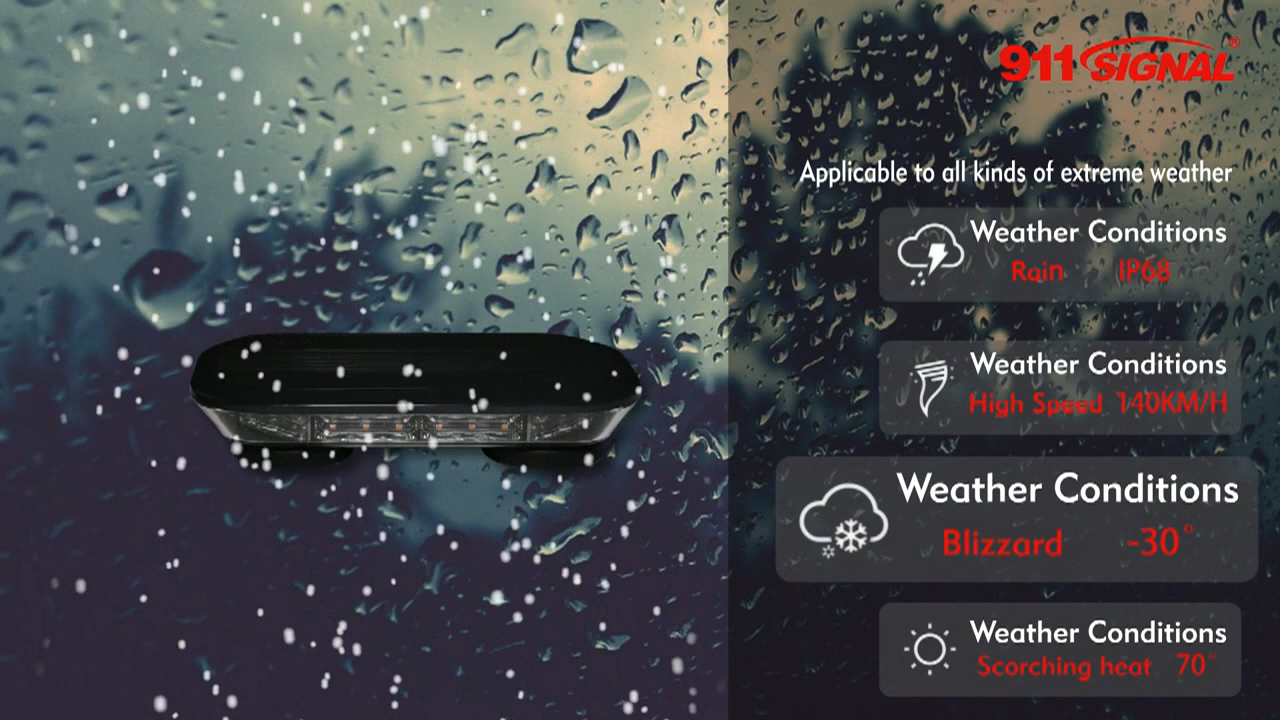 911 SIGNAL®
Applicable to all kinds of extreme weather
Weather Conditions
Rain IP68
Weather Conditions
High Speed 140KM/H
Weather Conditions
Blizzard -30°
Weather Conditions
Scorching heat 70°